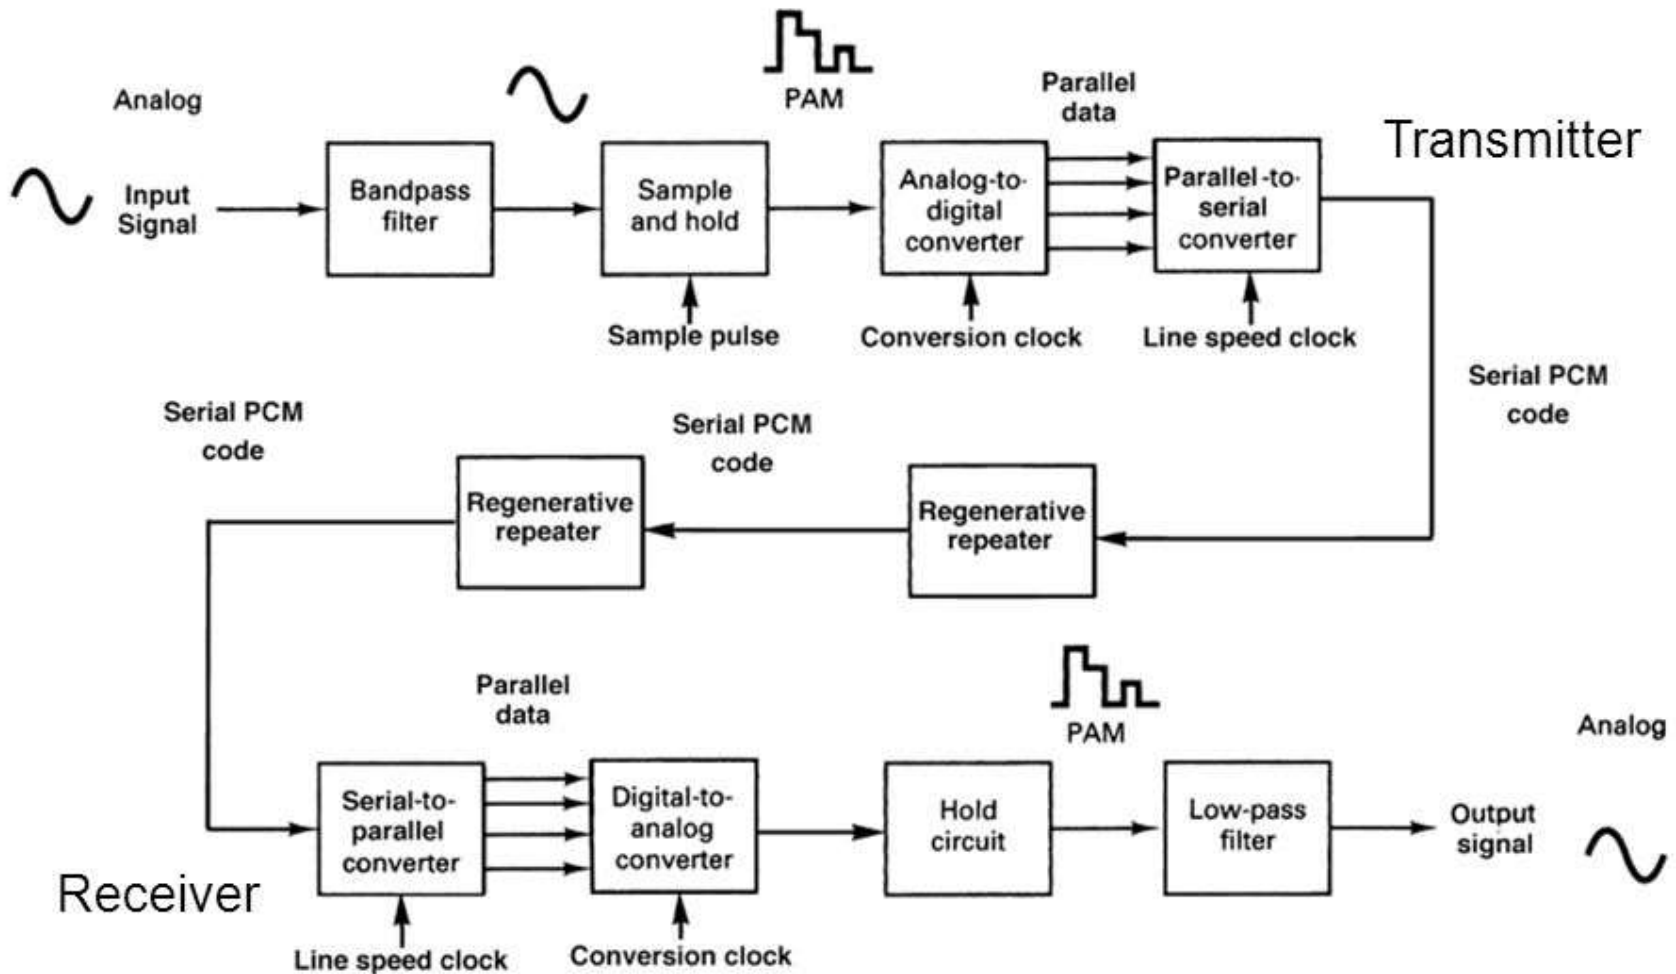 Analog
PAM
Parallel
data
Transmitter
Input
Signal
Bandpass
filter
Sample
and hold
Analog-to-
digital
converter
Parallel-to-
serial
converter
Sample pulse
Conversion clock
Line speed clock
Serial PCM
code
Serial PCM
code
Serial PCM
code
Regenerative
repeater
Regenerative
repeater
Parallel
data
PAM
Analog
Serial-to-
parallel
converter
Digital-to-
analog
converter
Hold
circuit
Low-pass
filter
Output
signal
Receiver
Line speed clock
Conversion clock